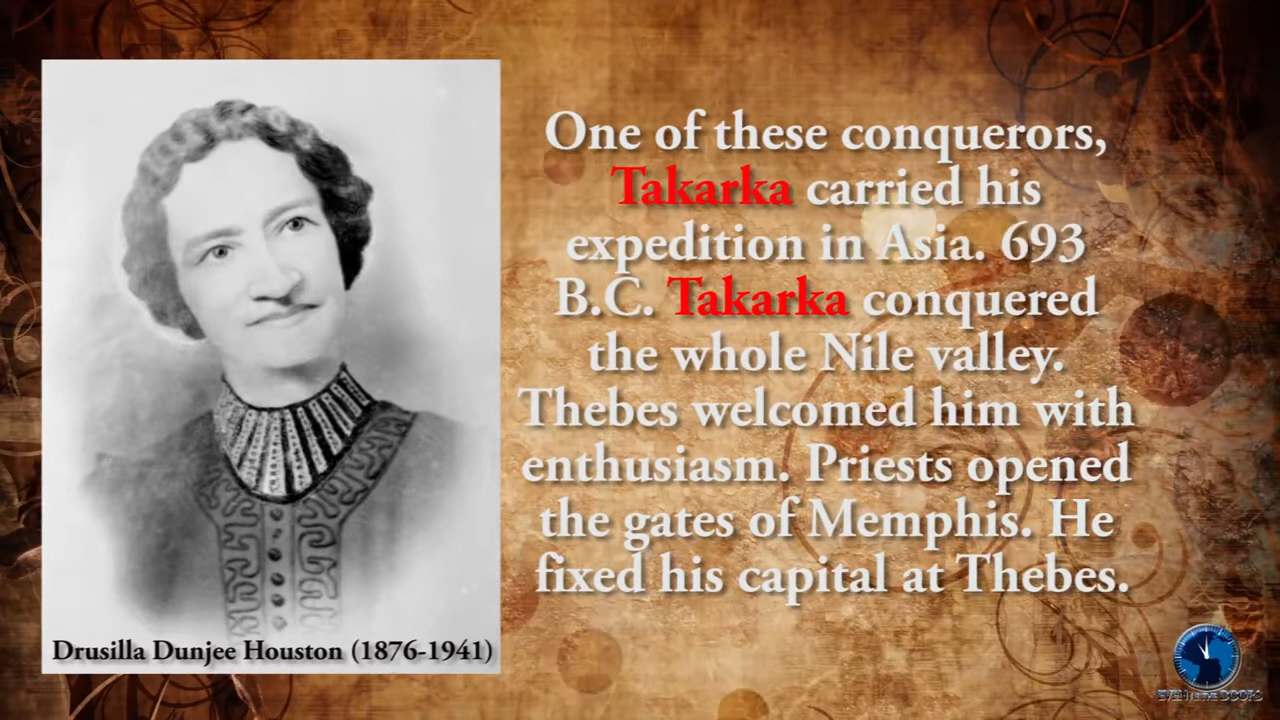 One of these conquerors,
Takarka carried his
expedition in Asia. 693
B.C. Takarka conquered
the whole Nile valley.
Thebes welcomed him with
enthusiasm. Priests opened
the gates of Memphis. He
fixed his capital at Thebes.
Drusilla Dunjee Houston (1876-1941)